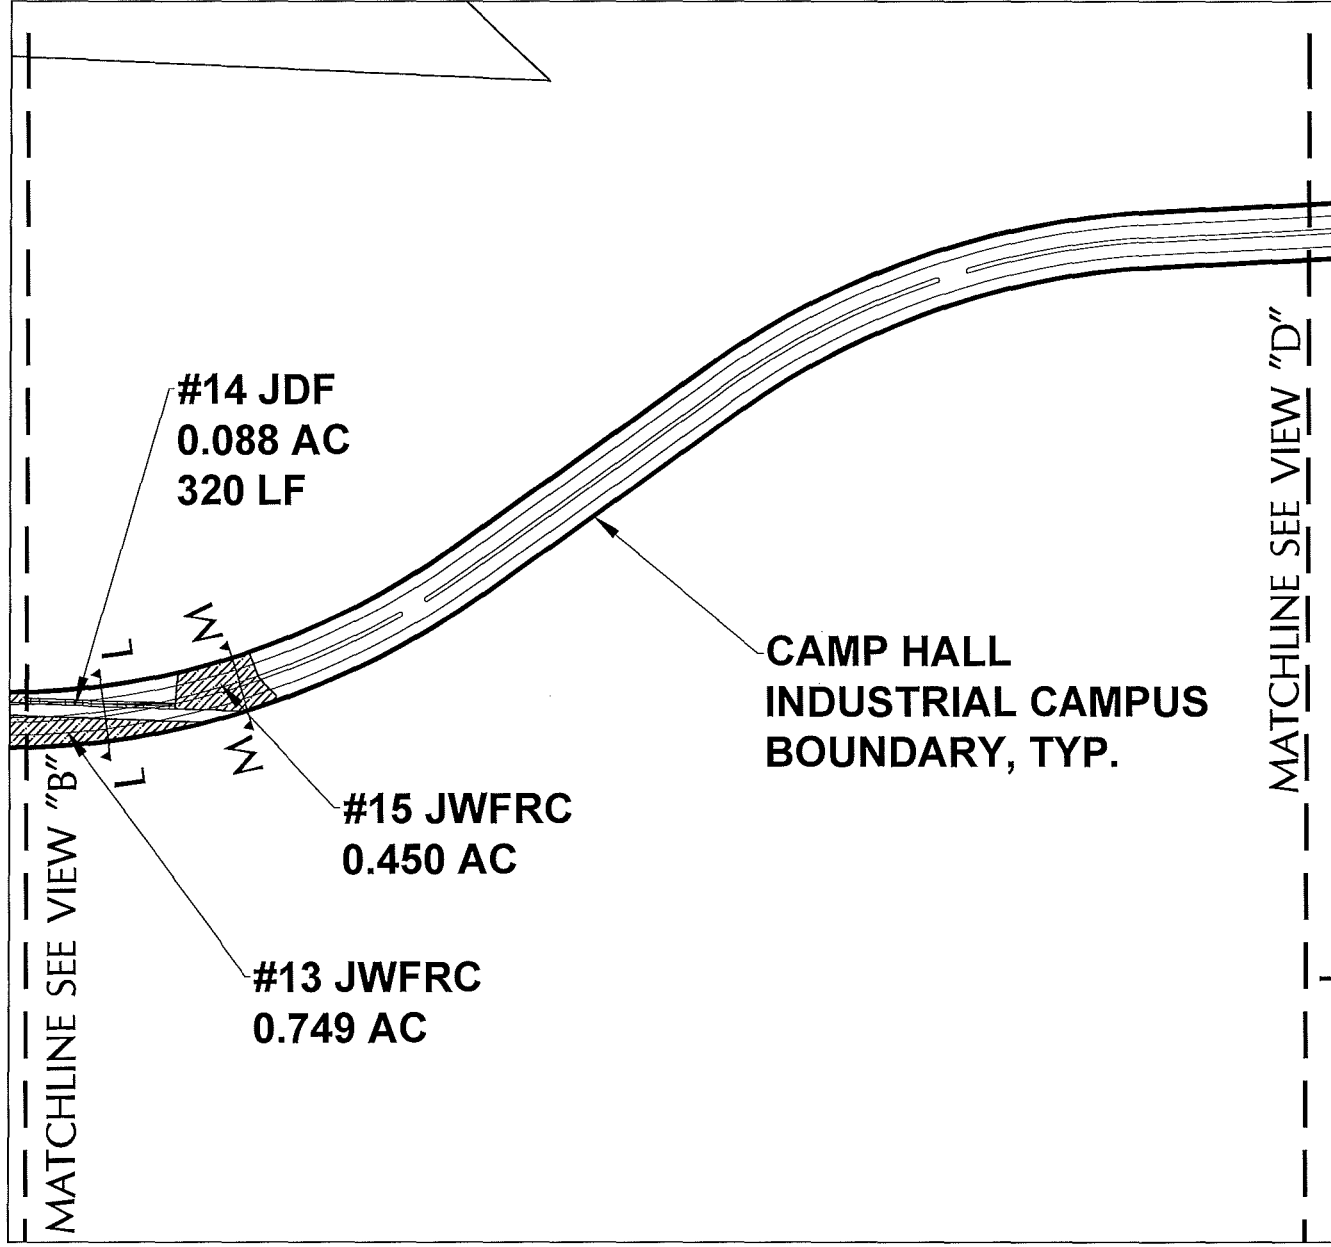 #14 JDF
0.088 AC
320 LF
L
L
W
W
CAMP HALL
INDUSTRIAL CAMPUS
BOUNDARY, TYP.
#15 JWFRC
0.450 AC
#13 JWFRC
0.749 AC
MATCHLINE SEE VIEW "B"
MATCHLINE SEE VIEW "D"